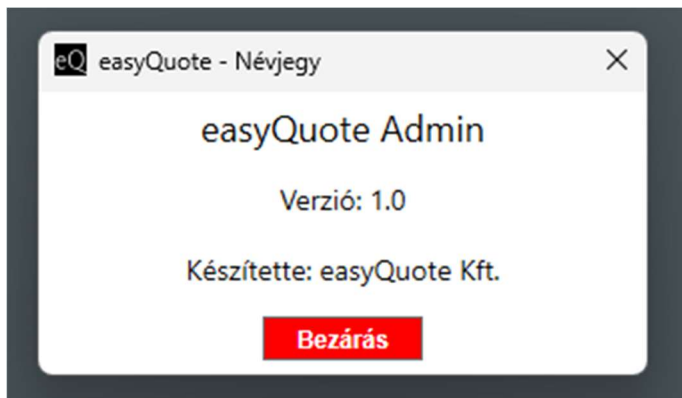 eQ easyQuote - Névjegy
easyQuote Admin
Verzió: 1.0
Készítette: easyQuote Kft.
Bezárás